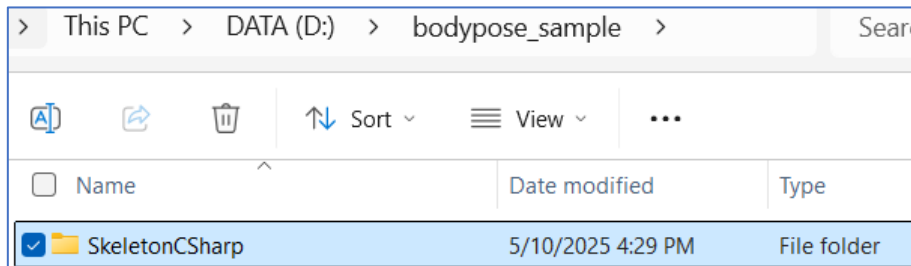 > This PC > DATA (D:) > bodypose_sample > Sear
A Sort View ...
Name Date modified Type
SkeletonCSharp 5/10/2025 4:29 PM File folder